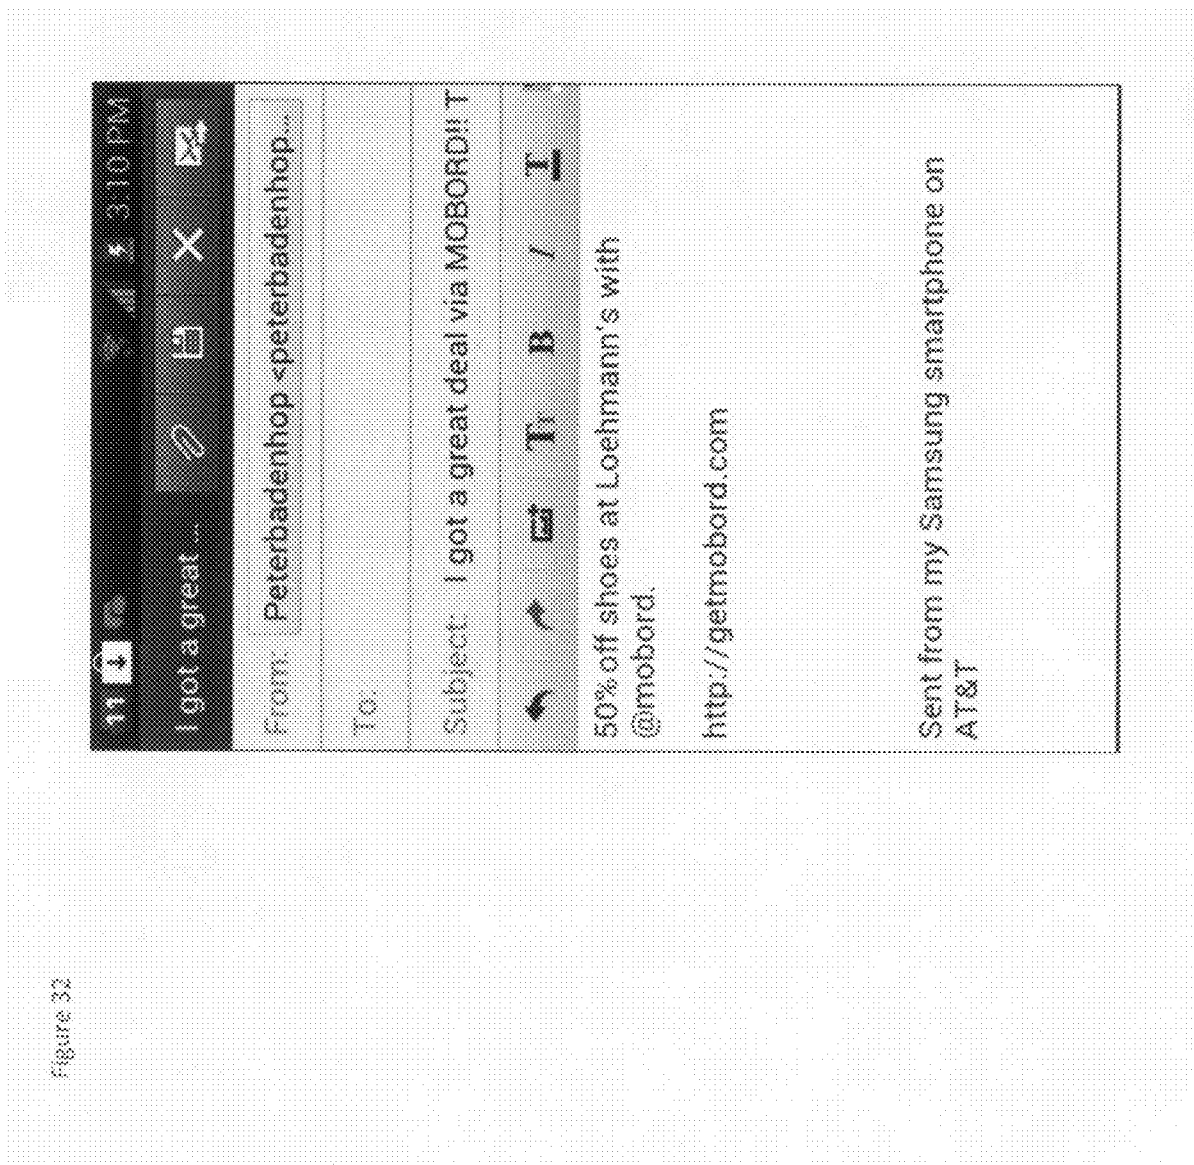 Figure 32
11 3:10 PM
I got a great ...
From: Peterbadenhop <peterbadenhop...
To:
Subject: I got a great deal via MOBORD!! T
T B I T
50% off shoes at Loehmann's with
@mobord.
http://getmobord.com
Sent from my Samsung smartphone on
AT&T